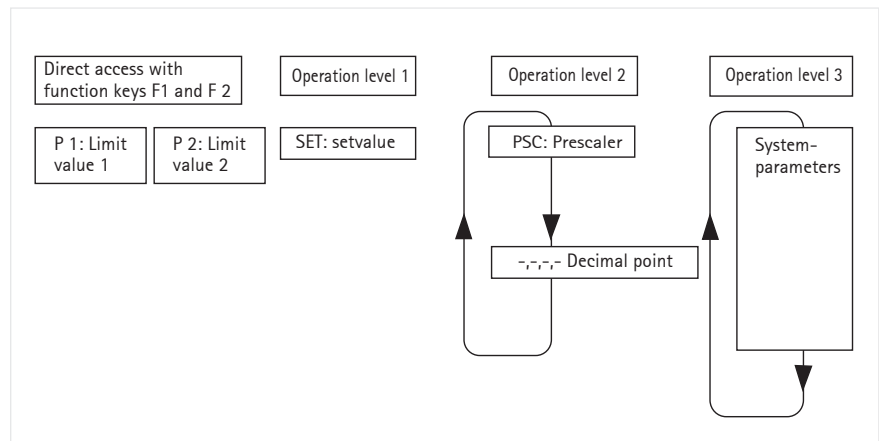 Direct access with
function keys F1 and F 2
Operation level 1
Operation level 2
Operation level 3
P 1: Limit
value 1
P 2: Limit
value 2
SET: setvalue
PSC: Prescaler
System-
parameters
-,-,-,- Decimal point